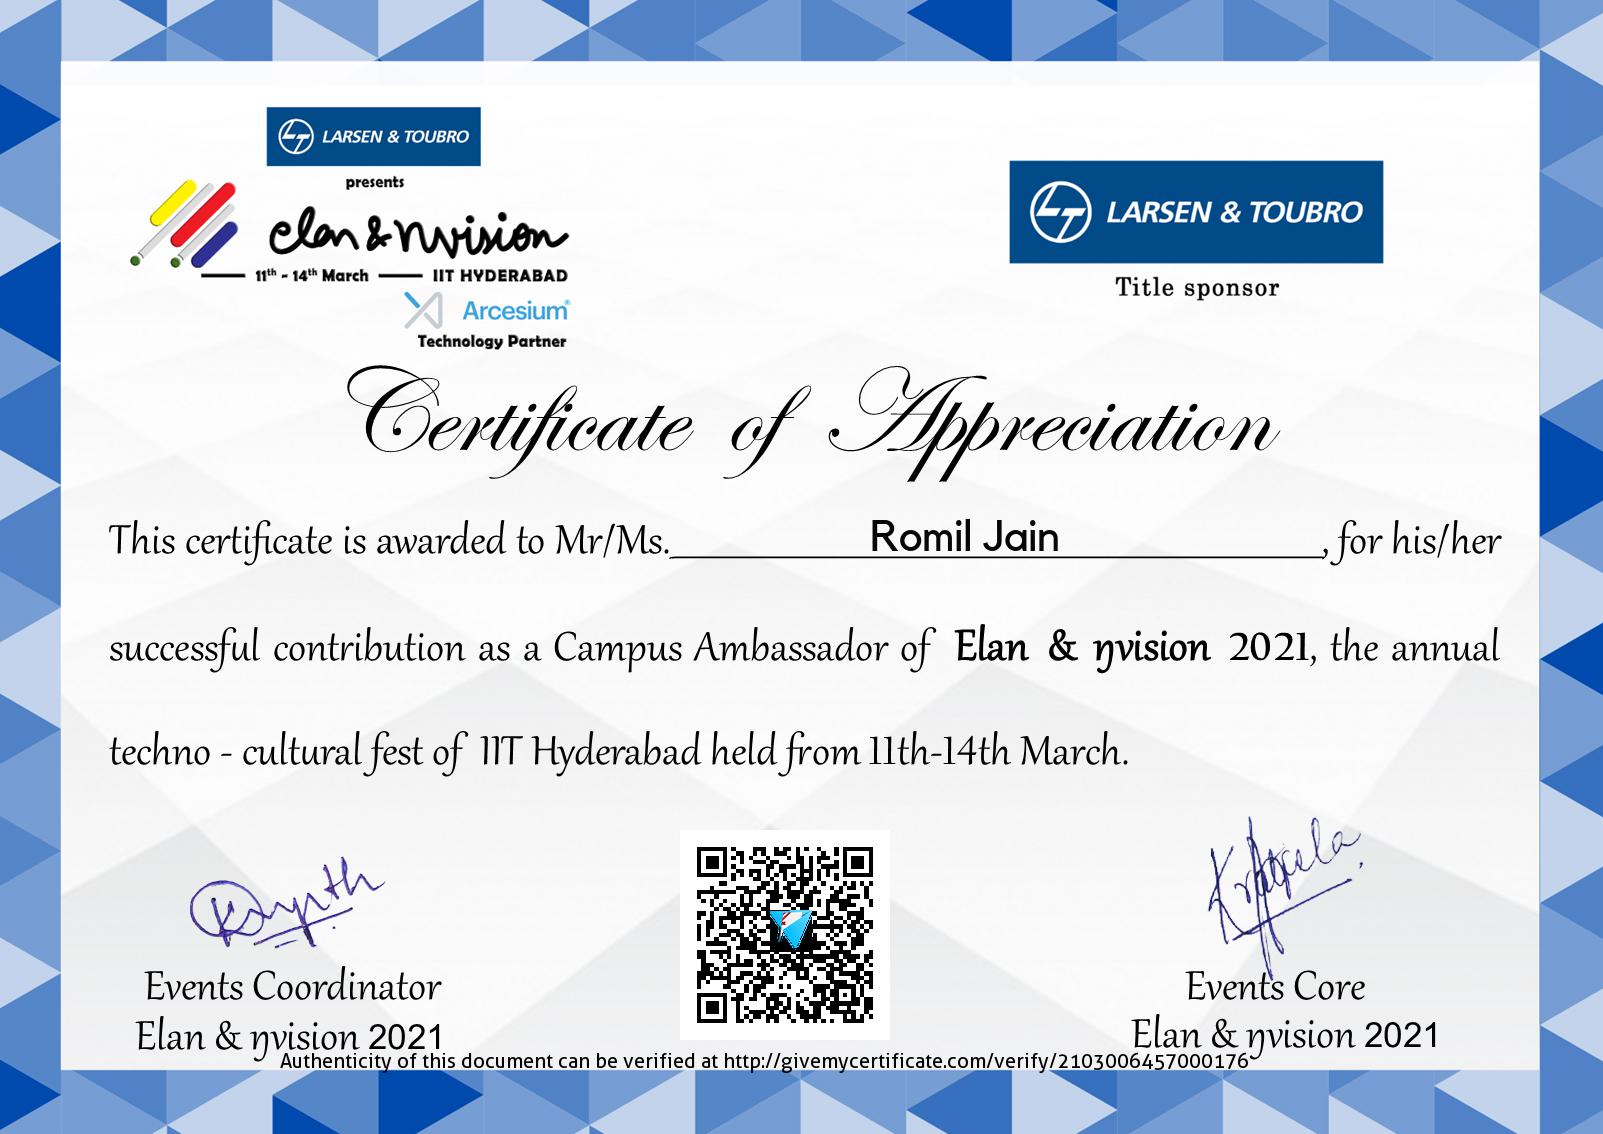 LARSEN & TOUBRO
presents
elan & ηvision
11th - 14th March IIT HYDERABAD
Arcesium
Technology Partner
LARSEN & TOUBRO
Title sponsor
Certificate of Appreciation
This certificate is awarded to Mr/Ms. Romil Jain, for his/her
successful contribution as a Campus Ambassador of Elan & ηvision 2021, the annual
techno - cultural fest of IIT Hyderabad held from 11th-14th March.
Events Coordinator
Elan & ηvision 2021
Events Core
Elan & ηvision 2021
Authenticity of this document can be verified at http://givemycertificate.com/verify/2103006457000176